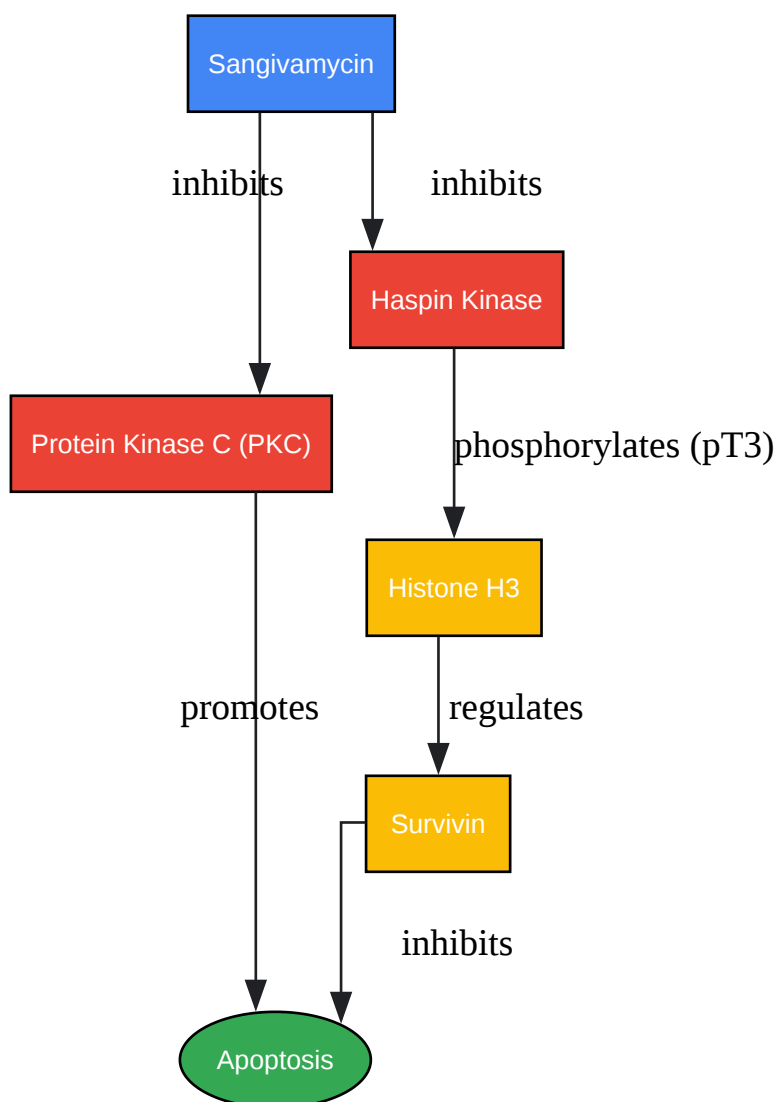 Sangivamycin
inhibits
inhibits
Haspin Kinase
Protein Kinase C (PKC)
phosphorylates (pT3)
Histone H3
promotes
regulates
Survivin
inhibits
Apoptosis